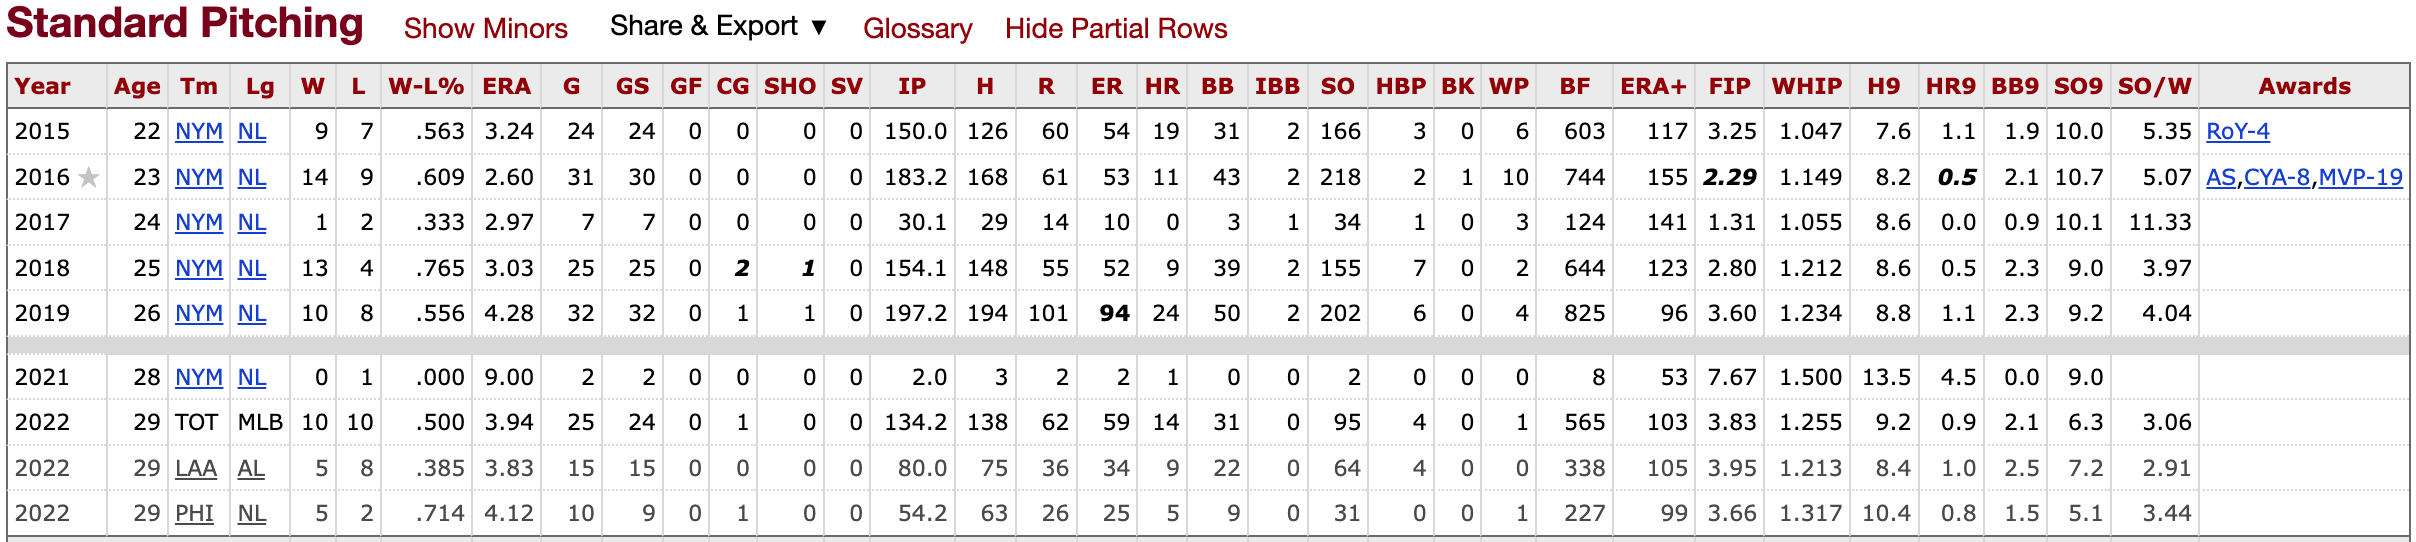 Standard Pitching Show Minors Share & Export ▼ Glossary Hide Partial Rows
Year Age Tm Lg W L W-L% ERA G GS GF CG SHO SV IP H R ER HR BB IBB SO HBP BK WP BF ERA+ FIP WHIP H9 HR9 BB9 SO9 SO/W Awards
2015 22 NYM NL 9 7 .563 3.24 24 24 0 0 0 0 150.0 126 60 54 19 31 2 166 3 0 6 603 117 3.25 1.047 7.6 1.1 1.9 10.0 5.35 RoY-4
2016 ★ 23 NYM NL 14 9 .609 2.60 31 30 0 0 0 0 183.2 168 61 53 11 43 2 218 2 1 10 744 155 2.29 1.149 8.2 0.5 2.1 10.7 5.07 AS,CYA-8,MVP-19
2017 24 NYM NL 1 2 .333 2.97 7 7 0 0 0 0 30.1 29 14 10 0 3 1 34 1 0 3 124 141 1.31 1.055 8.6 0.0 0.9 10.1 11.33
2018 25 NYM NL 13 4 .765 3.03 25 25 0 2 1 0 154.1 148 55 52 9 39 2 155 7 0 2 644 123 2.80 1.212 8.6 0.5 2.3 9.0 3.97
2019 26 NYM NL 10 8 .556 4.28 32 32 0 1 1 0 197.2 194 101 94 24 50 2 202 6 0 4 825 96 3.60 1.234 8.8 1.1 2.3 9.2 4.04
2021 28 NYM NL 0 1 .000 9.00 2 2 0 0 0 0 2.0 3 2 2 1 0 0 2 0 0 0 8 53 7.67 1.500 13.5 4.5 0.0 9.0
2022 29 TOT MLB 10 10 .500 3.94 25 24 0 1 0 0 134.2 138 62 59 14 31 0 95 4 0 1 565 103 3.83 1.255 9.2 0.9 2.1 6.3 3.06
2022 29 LAA AL 5 8 .385 3.83 15 15 0 0 0 0 80.0 75 36 34 9 22 0 64 4 0 0 338 105 3.95 1.213 8.4 1.0 2.5 7.2 2.91
2022 29 PHI NL 5 2 .714 4.12 10 9 0 1 0 0 54.2 63 26 25 5 9 0 31 0 0 1 227 99 3.66 1.317 10.4 0.8 1.5 5.1 3.44